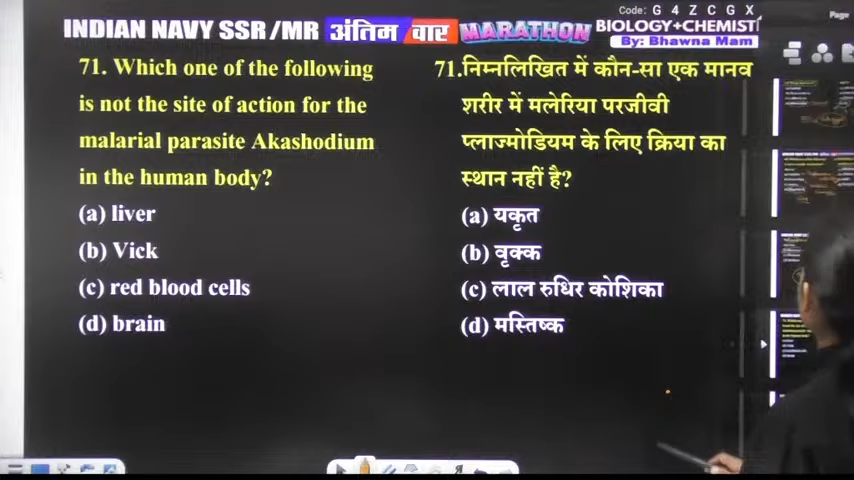 Code: G 4 Z C G X
Page
INDIAN NAVY SSR/MR अंतिम वार MARATHON BIOLOGY+CHEMIST
By: Bhawna Mam
71. Which one of the following
is not the site of action for the
malarial parasite Akashodium
in the human body?
(a) liver
(b) Vick
(c) red blood cells
(d) brain
71.निम्नलिखित में कौन-सा एक मानव
शरीर में मलेरिया परजीवी
प्लाज्मोडियम के लिए क्रिया का
स्थान नहीं है?
(a) यकृत
(b) वृक्क
(c) लाल रुधिर कोशिका
(d) मस्तिष्क